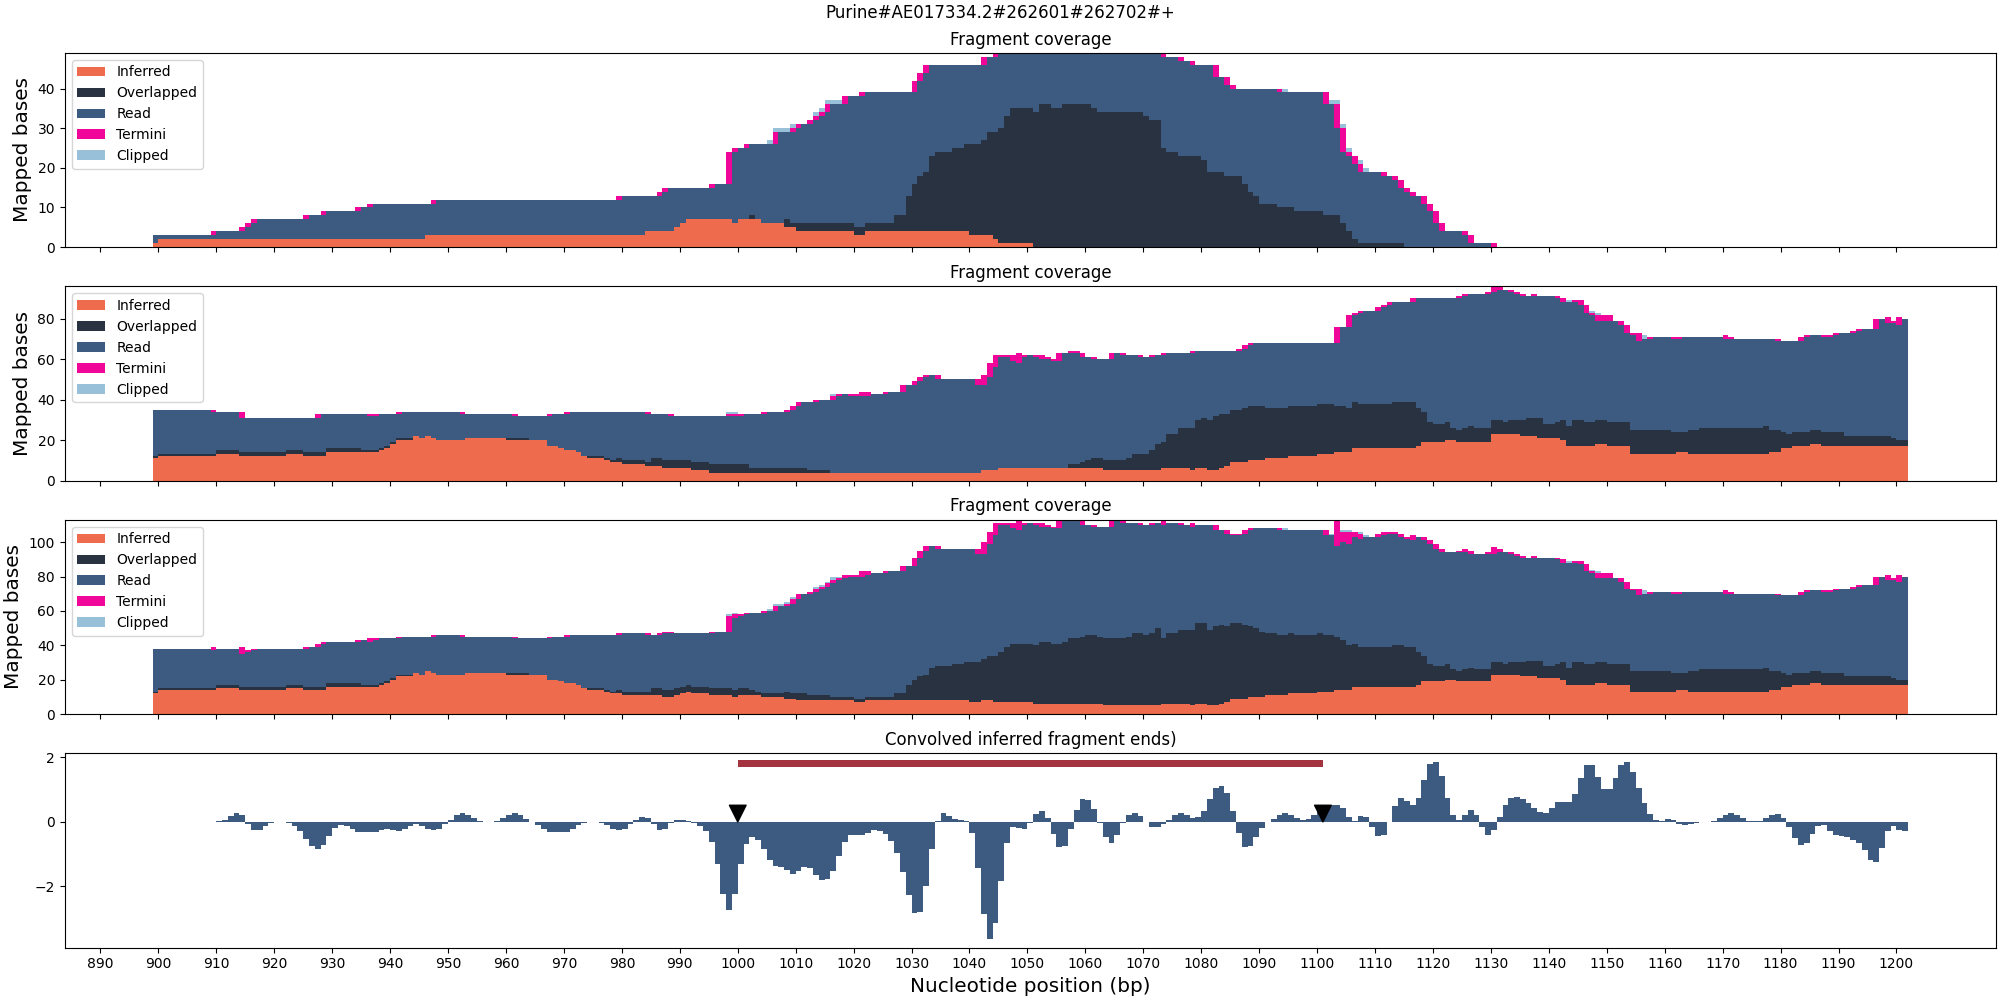 Purine#AE017334.2#262601#262702#+
Fragment coverage
Mapped bases
40
30
20
10
0
Inferred
Overlapped
Read
Termini
Clipped
Fragment coverage
Mapped bases
80
60
40
20
0
Inferred
Overlapped
Read
Termini
Clipped
Fragment coverage
Mapped bases
100
80
60
40
20
0
Inferred
Overlapped
Read
Termini
Clipped
Convolved inferred fragment ends)
2
0
−2
890 900 910 920 930 940 950 960 970 980 990 1000 1010 1020 1030 1040 1050 1060 1070 1080 1090 1100 1110 1120 1130 1140 1150 1160 1170 1180 1190 1200
Nucleotide position (bp)